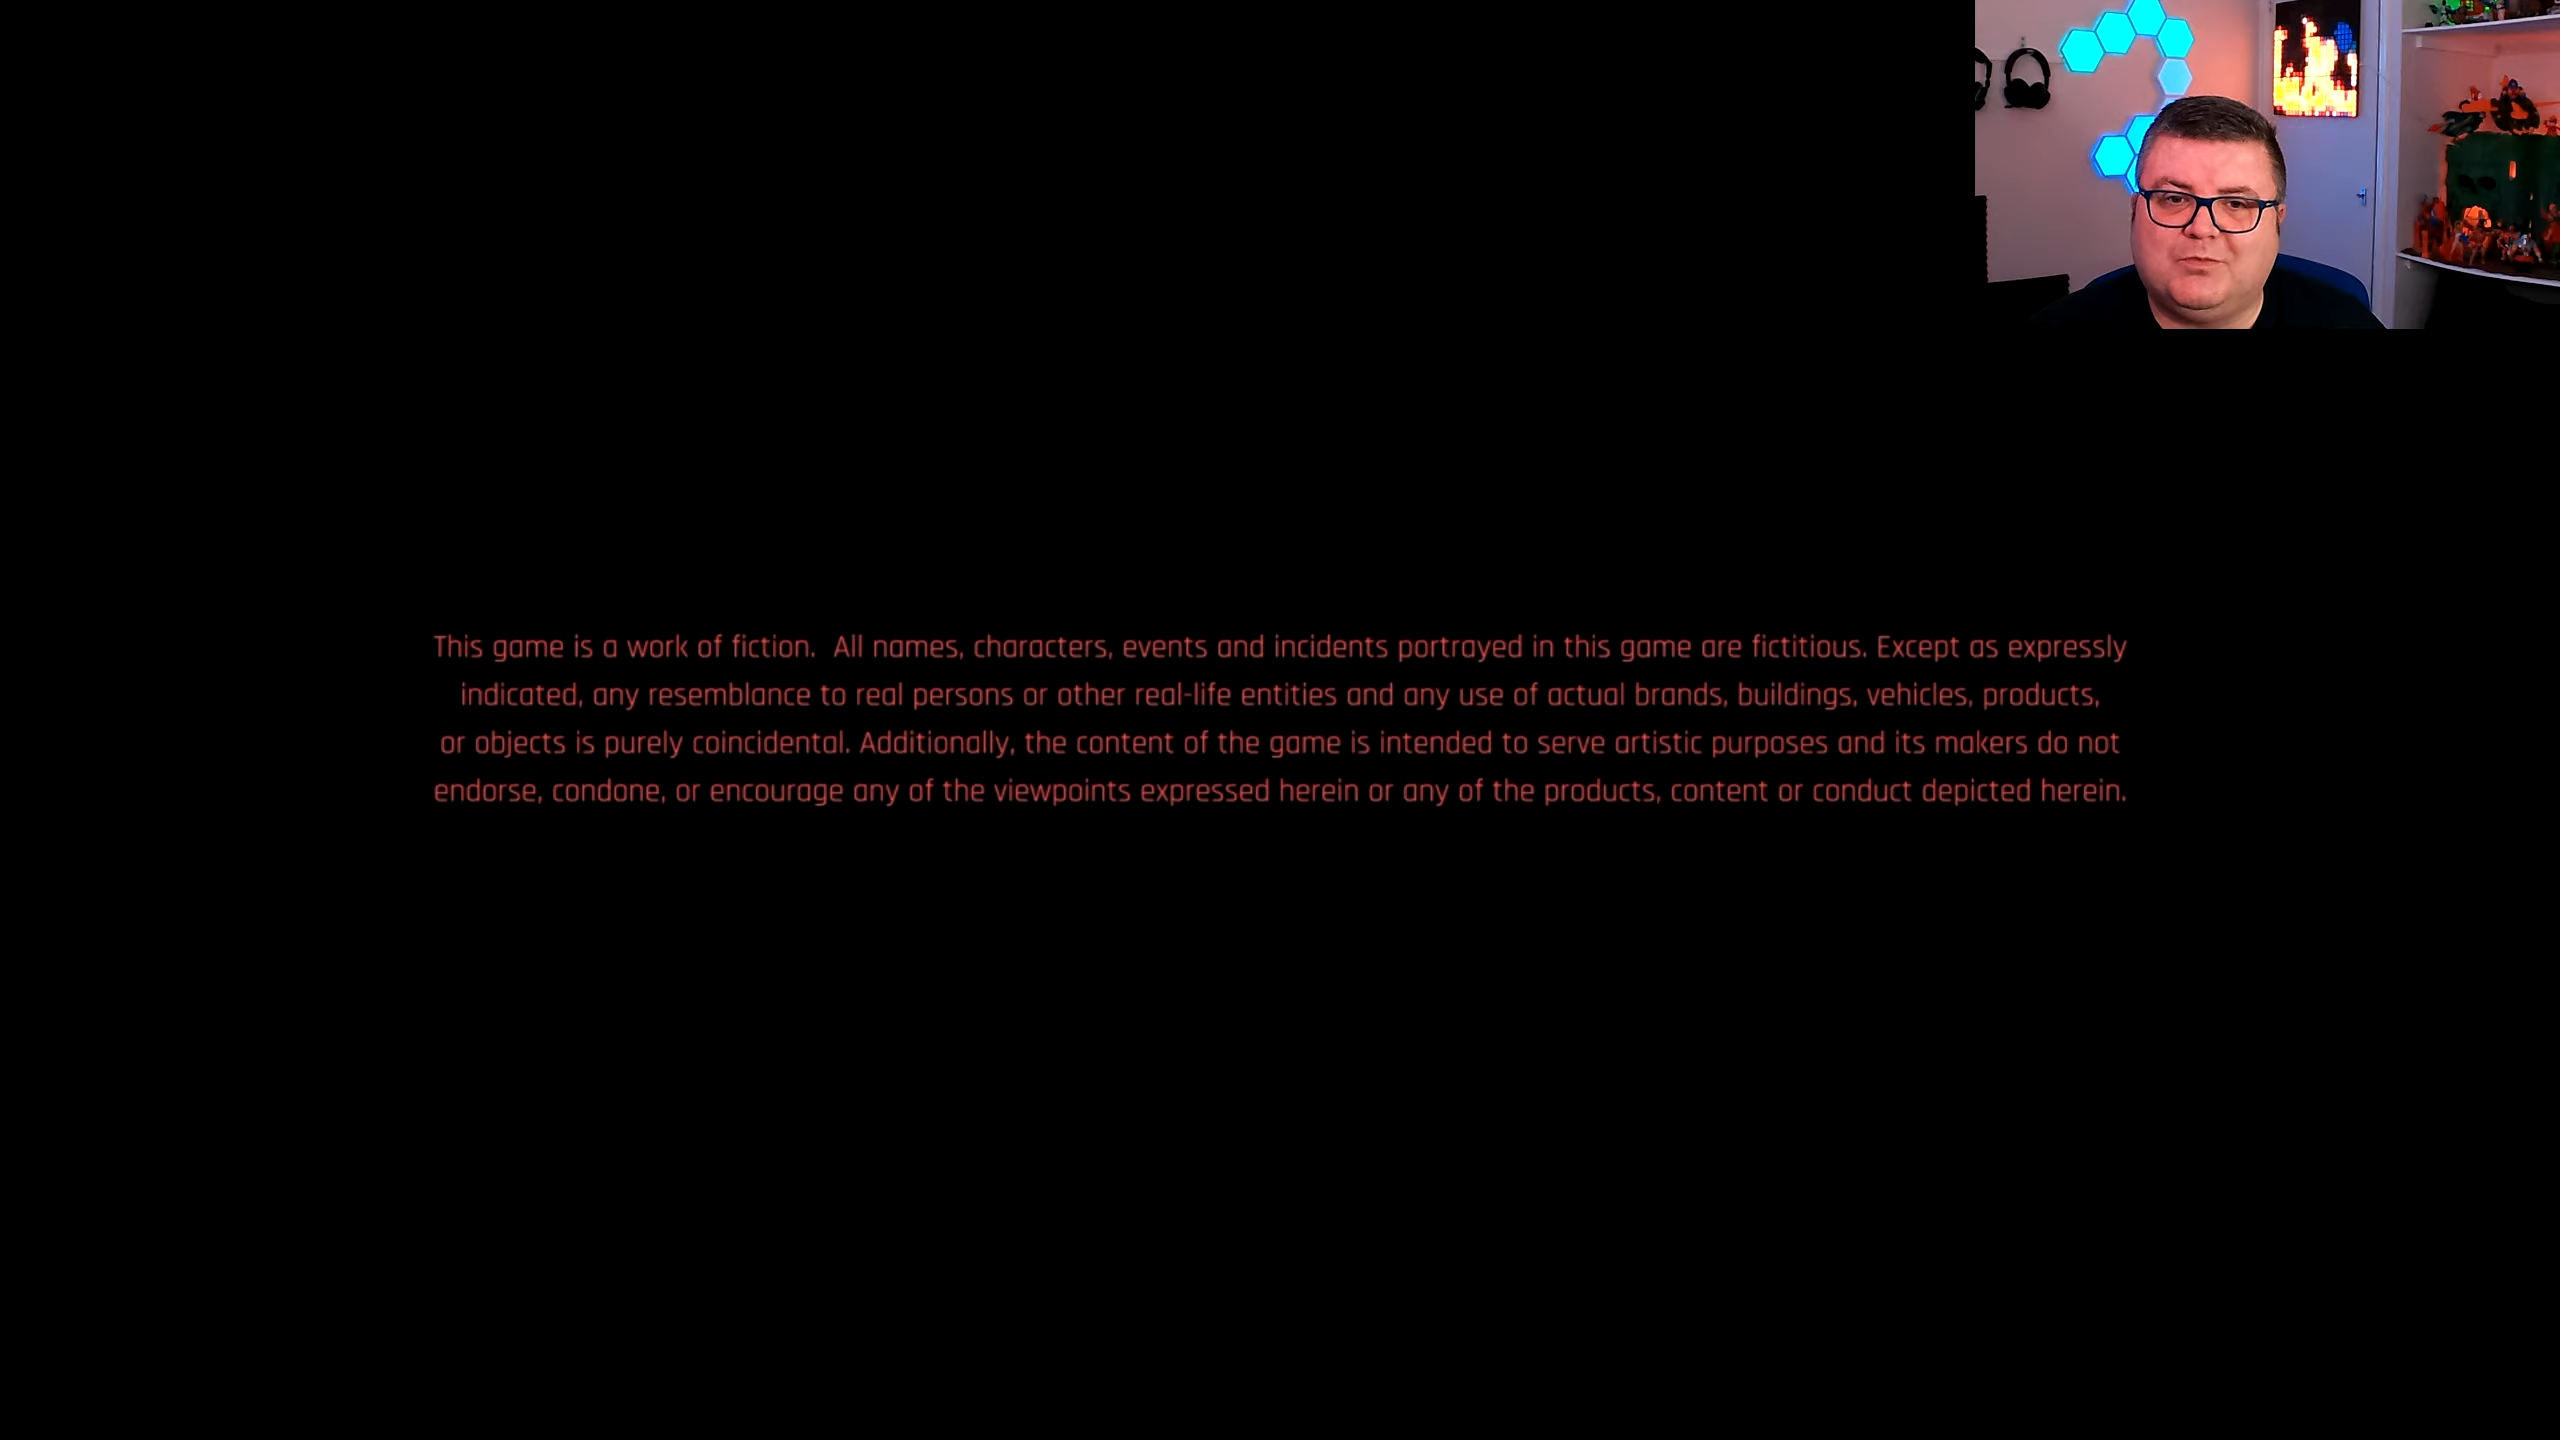 This game is a work of fiction.  All names, characters, events and incidents portrayed in this game are fictitious. Except as expressly
indicated, any resemblance to real persons or other real-life entities and any use of actual brands, buildings, vehicles, products,
or objects is purely coincidental. Additionally, the content of the game is intended to serve artistic purposes and its makers do not
endorse, condone, or encourage any of the viewpoints expressed herein or any of the products, content or conduct depicted herein.